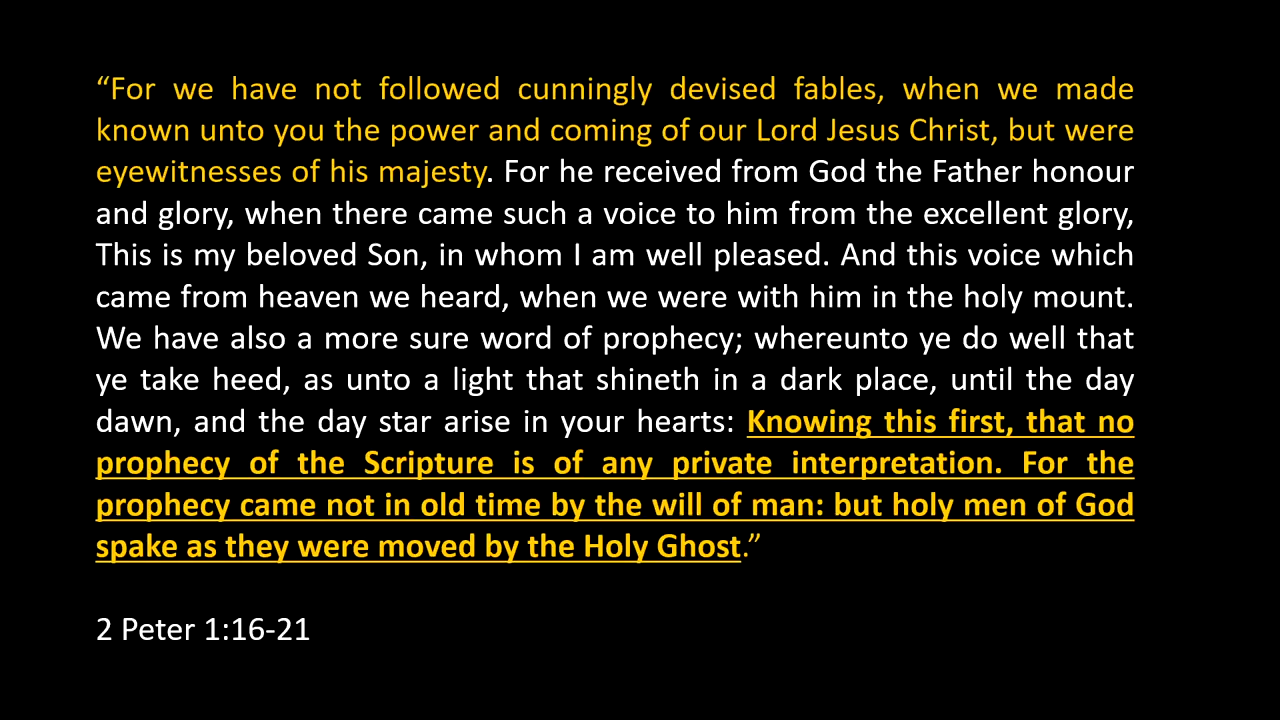 “For we have not followed cunningly devised fables, when we made
known unto you the power and coming of our Lord Jesus Christ, but were
eyewitnesses of his majesty. For he received from God the Father honour
and glory, when there came such a voice to him from the excellent glory,
This is my beloved Son, in whom I am well pleased. And this voice which
came from heaven we heard, when we were with him in the holy mount.
We have also a more sure word of prophecy; whereunto ye do well that
ye take heed, as unto a light that shineth in a dark place, until the day
dawn, and the day star arise in your hearts: Knowing this first, that no
prophecy of the Scripture is of any private interpretation. For the
prophecy came not in old time by the will of man: but holy men of God
spake as they were moved by the Holy Ghost.”
2 Peter 1:16-21